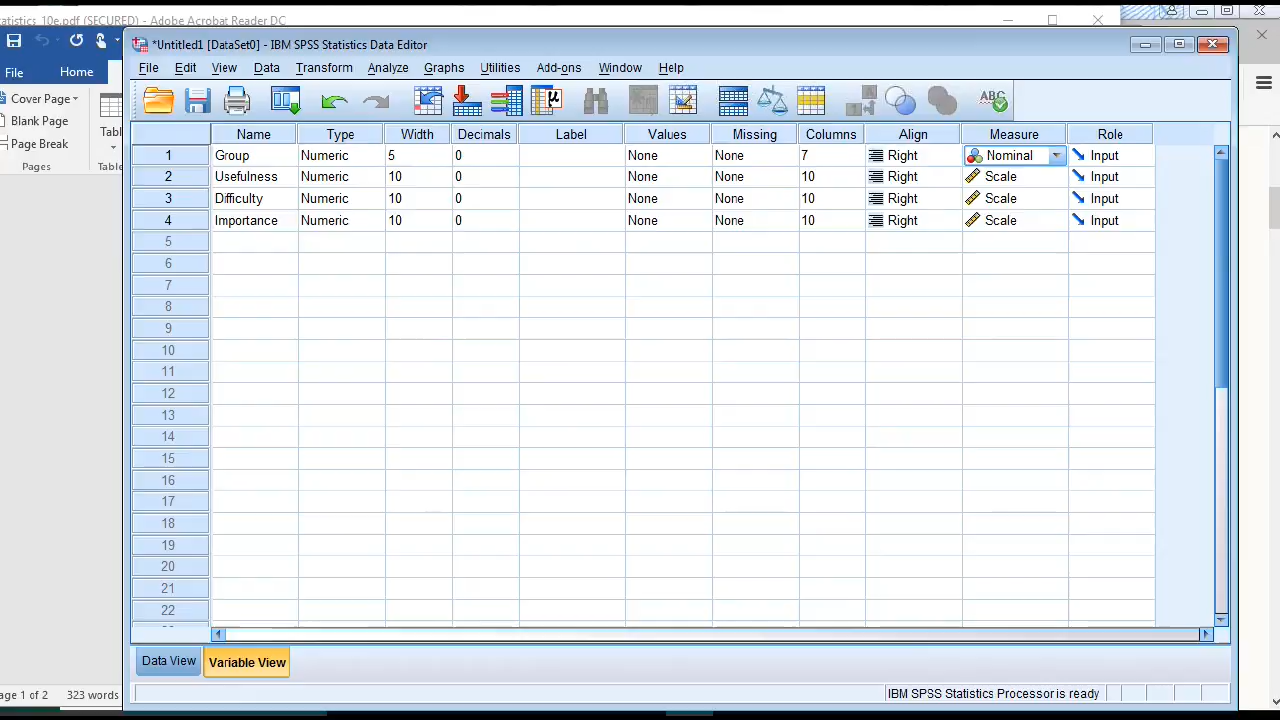 tatistics_10e.pdf (SECURED) - Adobe Acrobat Reader DC
*Untitled1 [DataSet0] - IBM SPSS Statistics Data Editor
File Home
Cover Page
Blank Page
Page Break
Pages
Tabl
Table
File Edit View Data Transform Analyze Graphs Utilities Add-ons Window Help
ABC
Name Type Width Decimals Label Values Missing Columns Align Measure Role
1 Group Numeric 5 0 None None 7 Right Nominal Input
2 Usefulness Numeric 10 0 None None 10 Right Scale Input
3 Difficulty Numeric 10 0 None None 10 Right Scale Input
4 Importance Numeric 10 0 None None 10 Right Scale Input
5
6
7
8
9
10
11
12
13
14
15
16
17
18
19
20
21
22
Data View Variable View
age 1 of 2 323 words
IBM SPSS Statistics Processor is ready